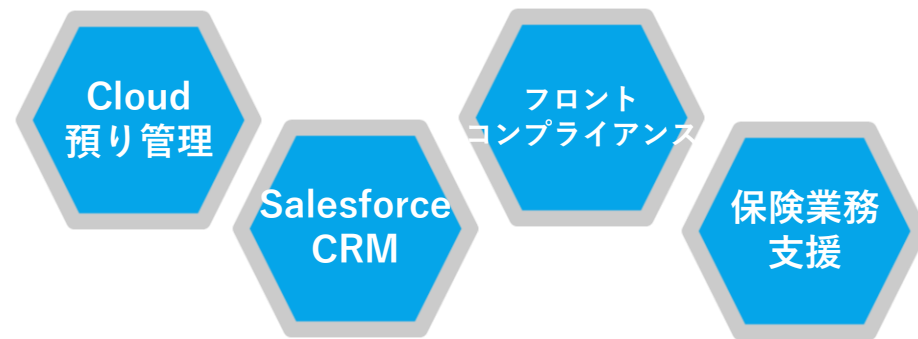 Cloud
預り管理
Salesforce
CRM
フロント
コンプライアンス
保険業務
支援